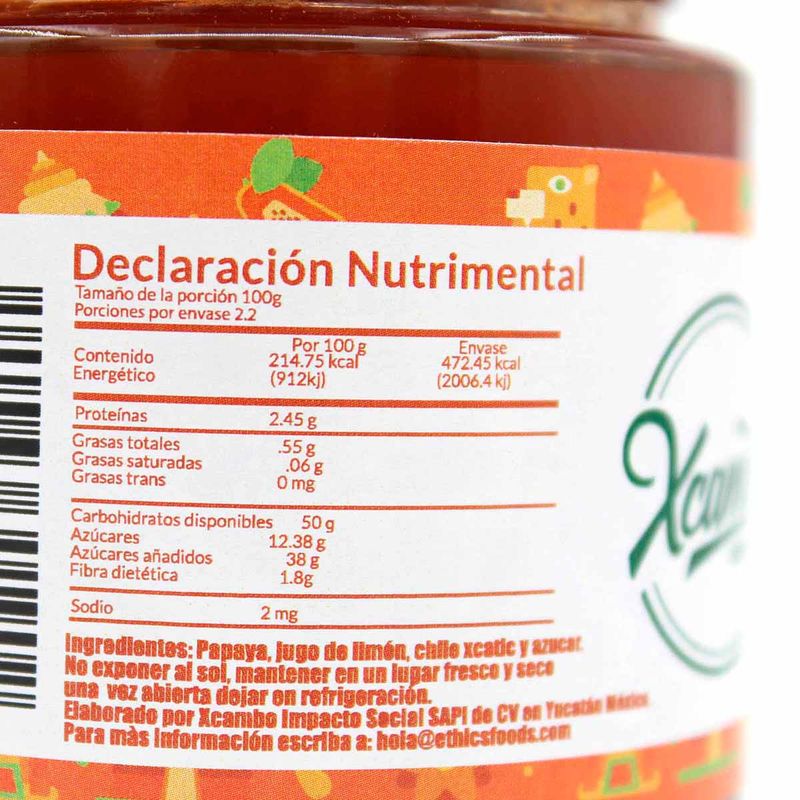 Declaración Nutrimental
Tamaño de la porción 100g
Porciones por envase 2.2
Por 100 g Envase
Contenido 214.75 kcal 472.45 kcal
Energético (912kj) (2006.4 kj)
Proteínas 2.45 g
Grasas totales .55 g
Grasas saturadas .06 g
Grasas trans 0 mg
Carbohidratos disponibles 50 g
Azúcares 12.38 g
Azúcares añadidos 38 g
Fibra dietética 1.8g
Sodio 2 mg
Ingredientes: Papaya, jugo de limón, chile xcatic y azucar.
No exponer al sol, mantener en un lugar fresco y seco
una vez abierta dejar en refrigeración.
Elaborado por Xcambo Impacto Social SAPI de CV en Yucatán México
Para màs información escriba a: hola@ethicsfoods.com